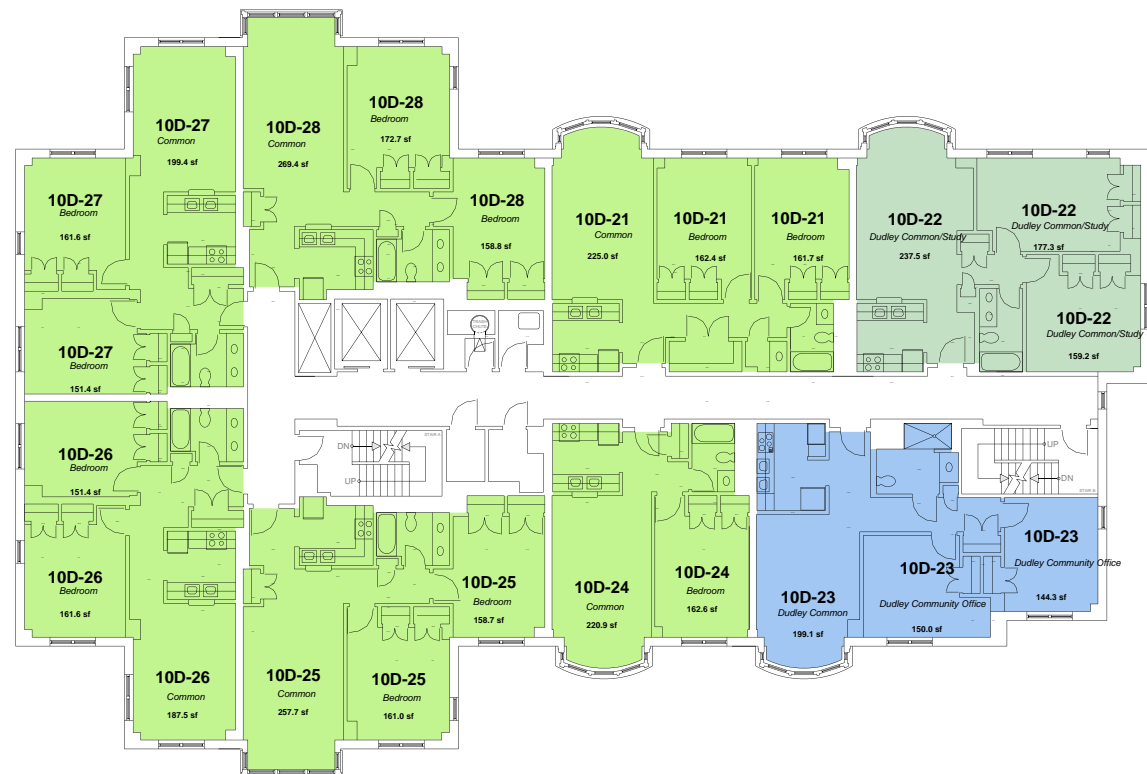 10D-27
Common
199.4 sf
10D-28
Common
269.4 sf
10D-28
Bedroom
172.7 sf
10D-27
Bedroom
161.6 sf
10D-28
Bedroom
158.8 sf
10D-21
Common
225.0 sf
10D-21
Bedroom
162.4 sf
10D-21
Bedroom
161.7 sf
10D-22
Dudley Common/Study
237.5 sf
10D-22
Dudley Common/Study
177.3 sf
10D-22
Dudley Common/Study
159.2 sf
10D-27
Bedroom
151.4 sf
10D-26
Bedroom
151.4 sf
DN
UP
UP
DN
10D-26
Bedroom
161.6 sf
10D-25
Bedroom
158.7 sf
10D-24
Common
220.9 sf
10D-24
Bedroom
162.6 sf
10D-23
Dudley Common
199.1 sf
10D-23
Dudley Community Office
150.0 sf
10D-23
Dudley Community Office
144.3 sf
10D-26
Common
187.5 sf
10D-25
Common
257.7 sf
10D-25
Bedroom
161.0 sf